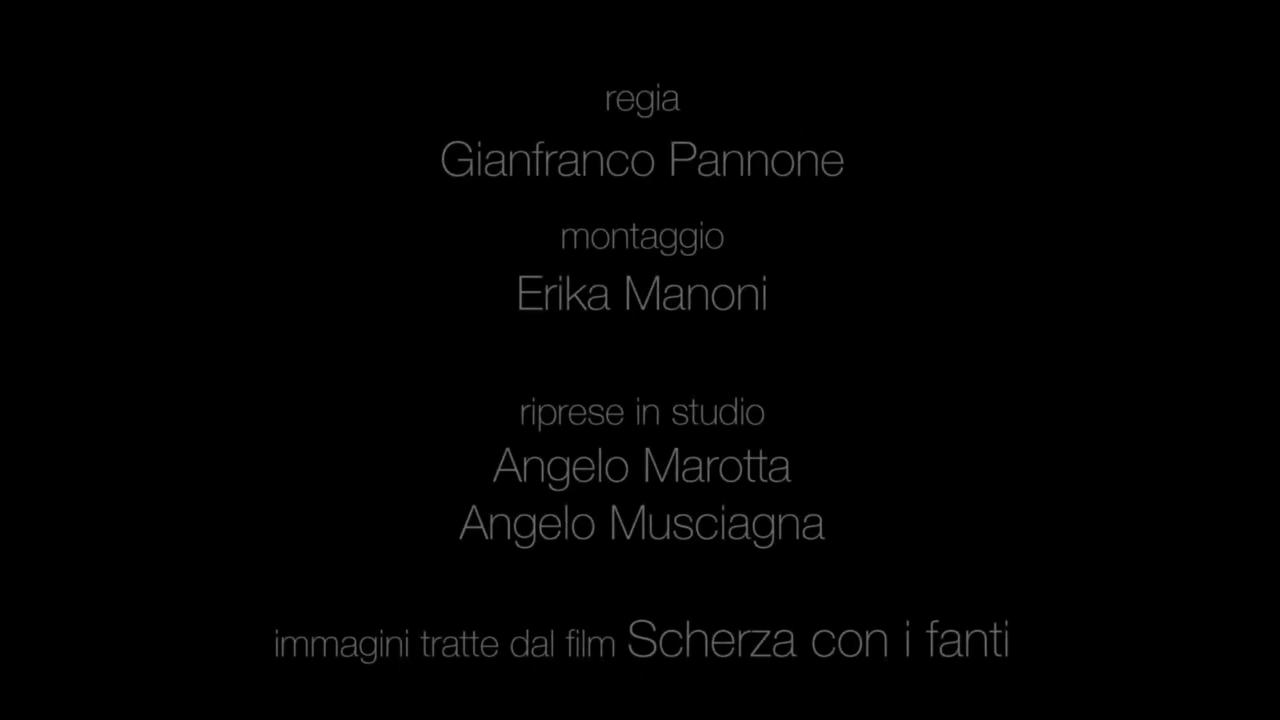 regia
Gianfranco Pannone
montaggio
Erika Manoni
riprese in studio
Angelo Marotta
Angelo Musciagna
immagini tratte dal film Scherza con i fanti